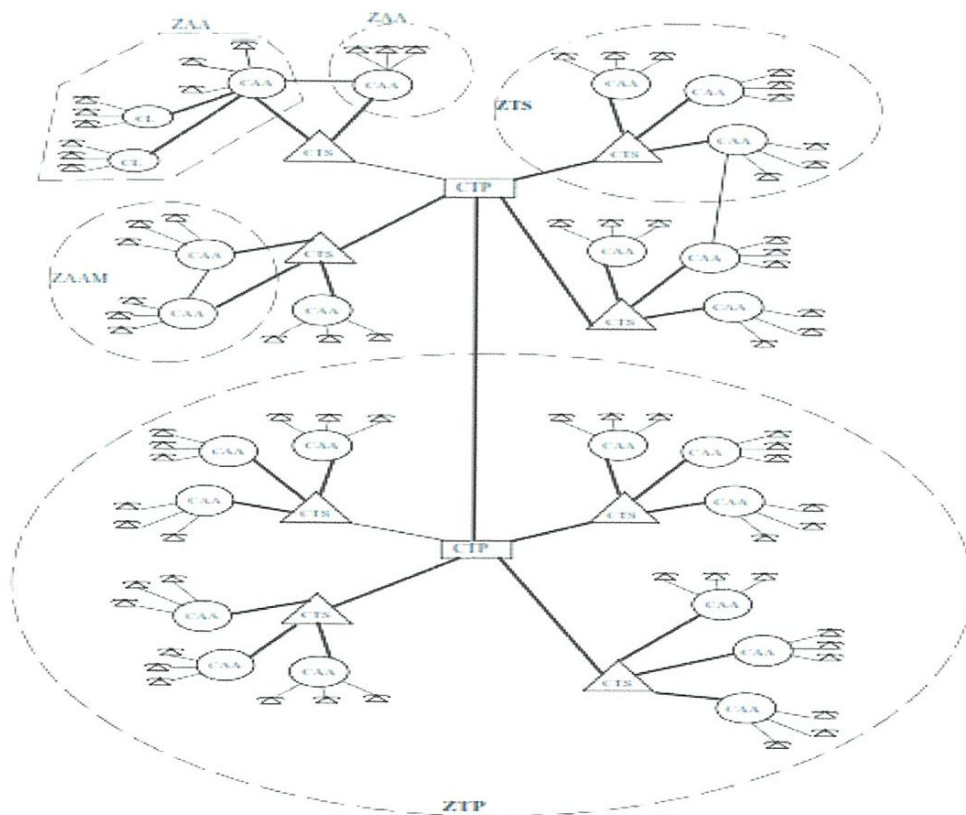 ZAA ZAA
CAA CAA CAA CAA
CL ZTS
CTS CTS CAA
CL
CTP
CAA CTS CAA CAA
ZAAM
CAA CAA CTS CAA
CAA CAA CAA CAA
CAA CTS CTS CAA
CTP
CAA CTS CAA
CAA CAA CAA
CTS
CAA
ZTP